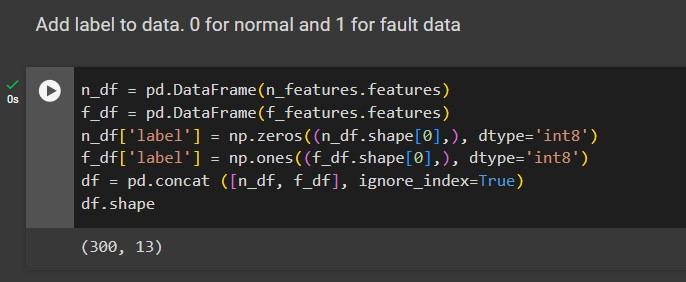 Add label to data. 0 for normal and 1 for fault data
0s
n_df = pd.DataFrame(n_features.features)
f_df = pd.DataFrame(f_features.features)
n_df['label'] = np.zeros((n_df.shape[0],), dtype='int8')
f_df['label'] = np.ones((f_df.shape[0],), dtype='int8')
df = pd.concat ([n_df, f_df], ignore_index=True)
df.shape
(300, 13)